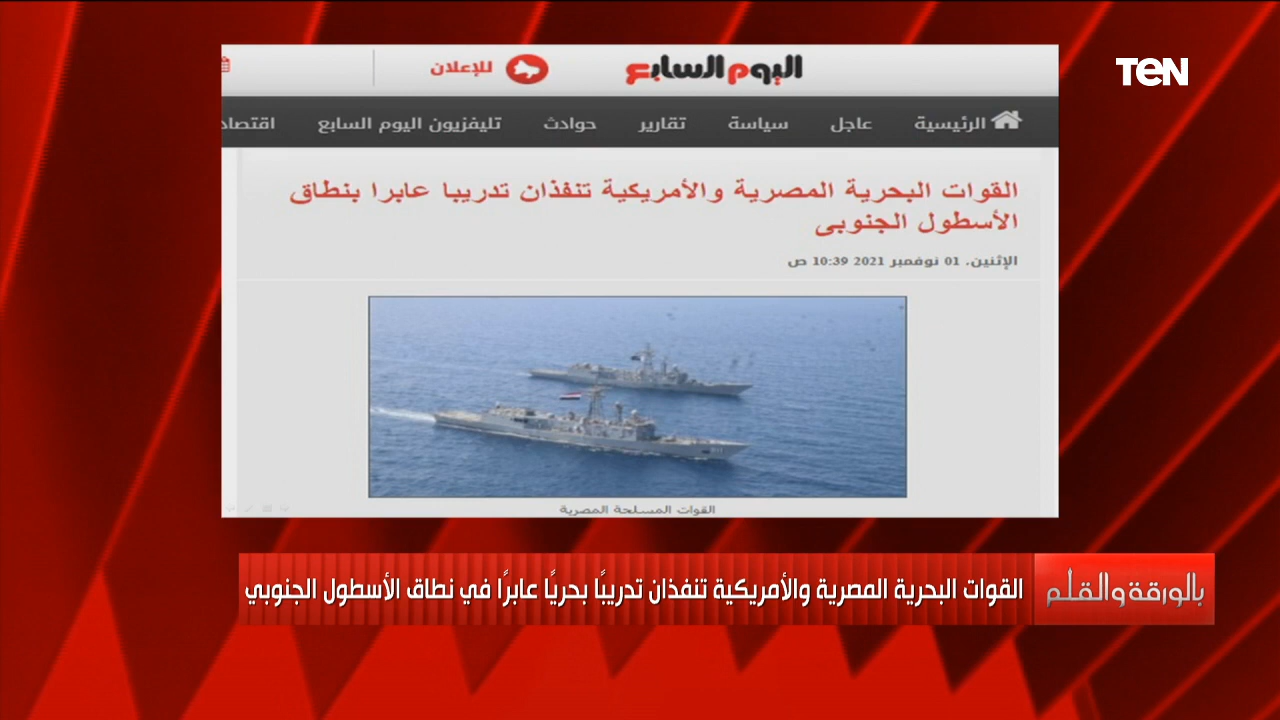 TEN
اليوم السابع
للإعلان
الرئيسية عاجل سياسة تقارير حوادث تليفزيون اليوم السابع اقتصاد
القوات البحرية المصرية والأمريكية تنفذان تدريبا عابرا بنطاق
الأسطول الجنوبى
الإثنين، 01 نوفمبر 2021 10:39 ص
القوات المسلحة المصرية
بالورقة والقلم
القوات البحرية المصرية والأمريكية تنفذان تدريبًا بحريًا عابرًا في نطاق الأسطول الجنوبي